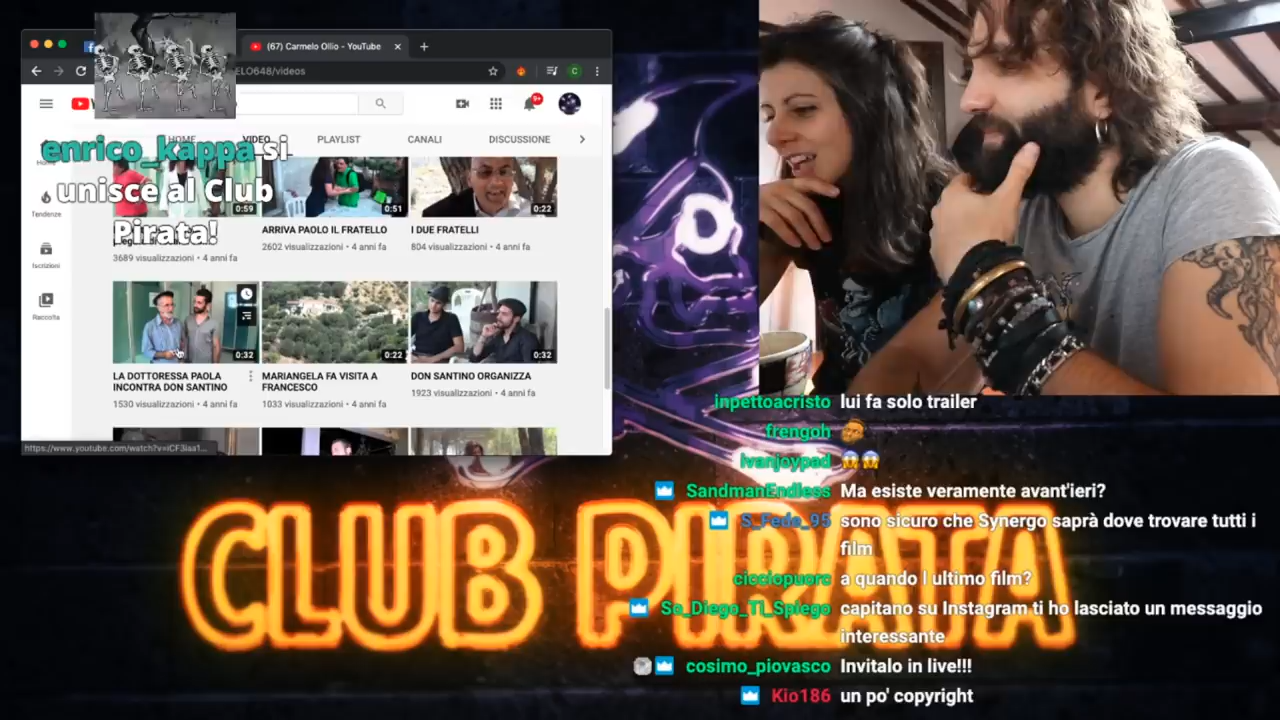 (67) Carmelo Ollio - YouTube
ELO648/videos
9+
HOME VIDEO PLAYLIST CANALI DISCUSSIONE
enrico_kappa si
unisce al Club
Pirata!
Tendenze
Iscrizioni
Raccolta
0:59
3689 visualizzazioni • 4 anni fa
0:51
ARRIVA PAOLO IL FRATELLO
2602 visualizzazioni • 4 anni fa
0:22
I DUE FRATELLI
804 visualizzazioni • 4 anni fa
0:32
LA DOTTORESSA PAOLA
INCONTRA DON SANTINO
1530 visualizzazioni • 4 anni fa
0:22
MARIANGELA FA VISITA A
FRANCESCO
1033 visualizzazioni • 4 anni fa
0:32
DON SANTINO ORGANIZZA
1923 visualizzazioni • 4 anni fa
inpettoacristo lui fa solo trailer
frengoh
Ivanjoypad 😱😱
SandmanEndless Ma esiste veramente avant'ieri?
S_Fede_95 sono sicuro che Synergo saprà dove trovare tutti i
film
cicciopuorc a quando l ultimo film?
So_Diego_Ti_Spiego capitano su Instagram ti ho lasciato un messaggio
interessante
cosimo_piovasco Invitalo in live!!!
Kio186 un po' copyright
CLUB PIRATA